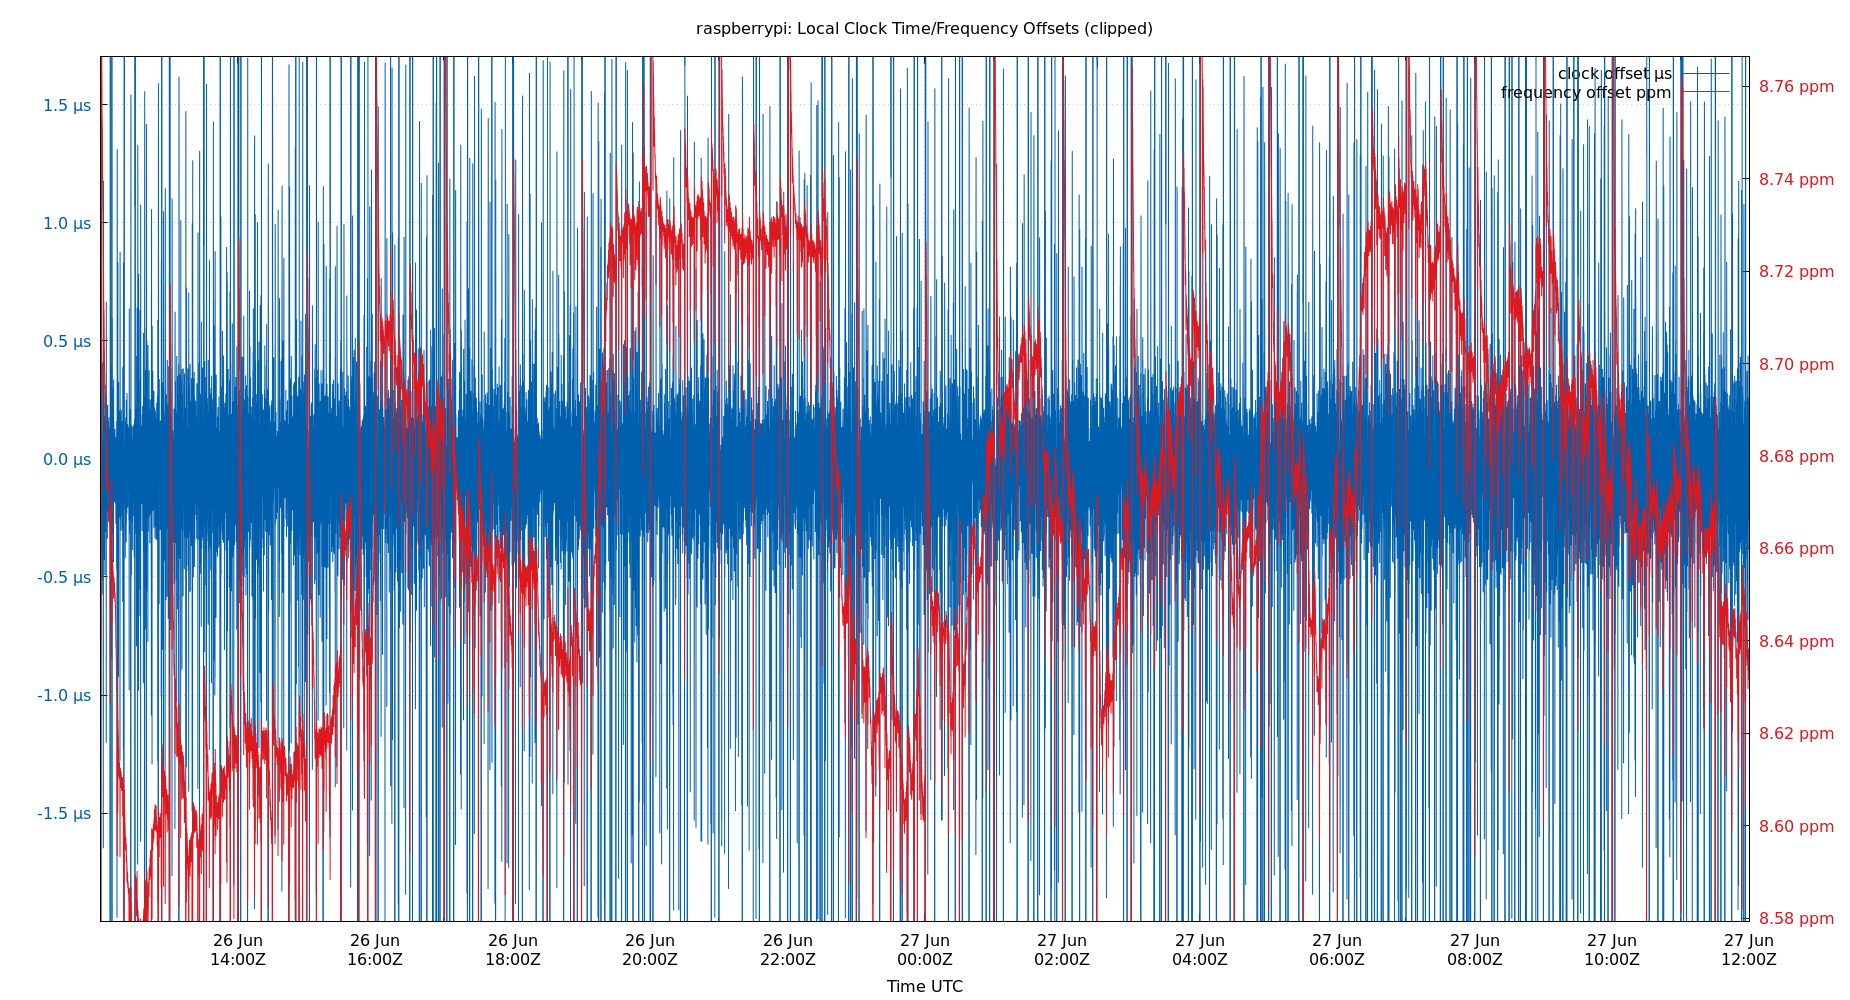 raspberrypi: Local Clock Time/Frequency Offsets (clipped)
clock offset µs
frequency offset ppm
1.5 µs
1.0 µs
0.5 µs
0.0 µs
-0.5 µs
-1.0 µs
-1.5 µs
8.76 ppm
8.74 ppm
8.72 ppm
8.70 ppm
8.68 ppm
8.66 ppm
8.64 ppm
8.62 ppm
8.60 ppm
8.58 ppm
26 Jun 26 Jun 26 Jun 26 Jun 26 Jun 27 Jun 27 Jun 27 Jun 27 Jun 27 Jun 27 Jun 27 Jun
14:00Z 16:00Z 18:00Z 20:00Z 22:00Z 00:00Z 02:00Z 04:00Z 06:00Z 08:00Z 10:00Z 12:00Z
Time UTC